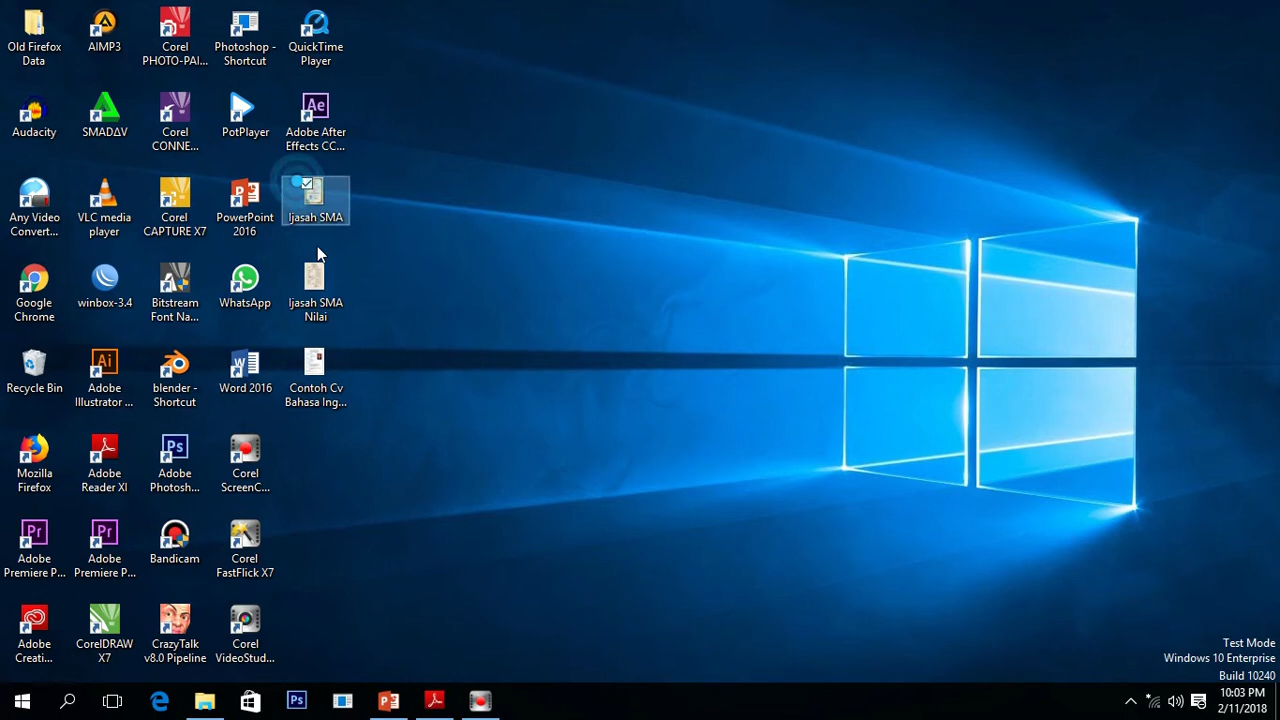 Old Firefox
Data
AIMP3
Corel
PHOTO-PAI...
Photoshop -
Shortcut
QuickTime
Player
Audacity
SMADΔV
Corel
CONNE...
PotPlayer
Adobe After
Effects CC...
Any Video
Convert...
VLC media
player
Corel
CAPTURE X7
PowerPoint
2016
Ijasah SMA
Google
Chrome
winbox-3.4
Bitstream
Font Na...
WhatsApp
Ijasah SMA
Nilai
Recycle Bin
Adobe
Illustrator ...
blender -
Shortcut
Word 2016
Contoh Cv
Bahasa Ing...
Mozilla
Firefox
Adobe
Reader XI
Adobe
Photosh...
Corel
ScreenC...
Adobe
Premiere P...
Adobe
Premiere P...
Bandicam
Corel
FastFlick X7
Adobe
Creati...
CorelDRAW
X7
CrazyTalk
v8.0 Pipeline
Corel
VideoStud...
Test Mode
Windows 10 Enterprise
Build 10240
10:03 PM
2/11/2018